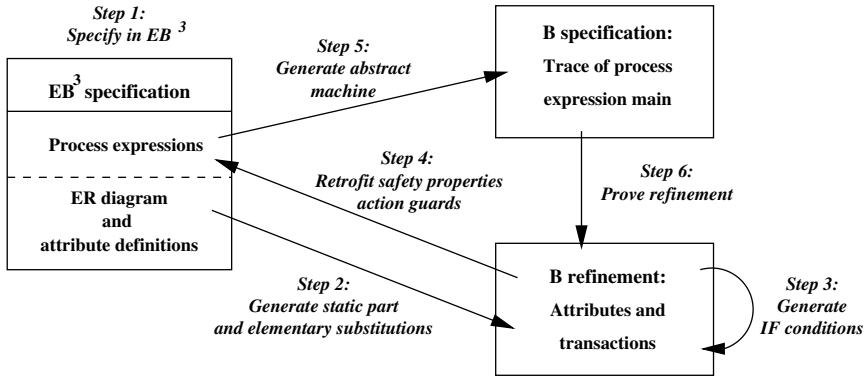 Step 1:
Specify in EB 3
EB3 specification
Process expressions
ER diagram
and
attribute definitions
Step 5:
Generate abstract
machine
B specification:
Trace of process
expression main
Step 4:
Retrofit safety properties
action guards
Step 6:
Prove refinement
Step 2:
Generate static part
and elementary substitutions
B refinement:
Attributes and
transactions
Step 3:
Generate
IF conditions